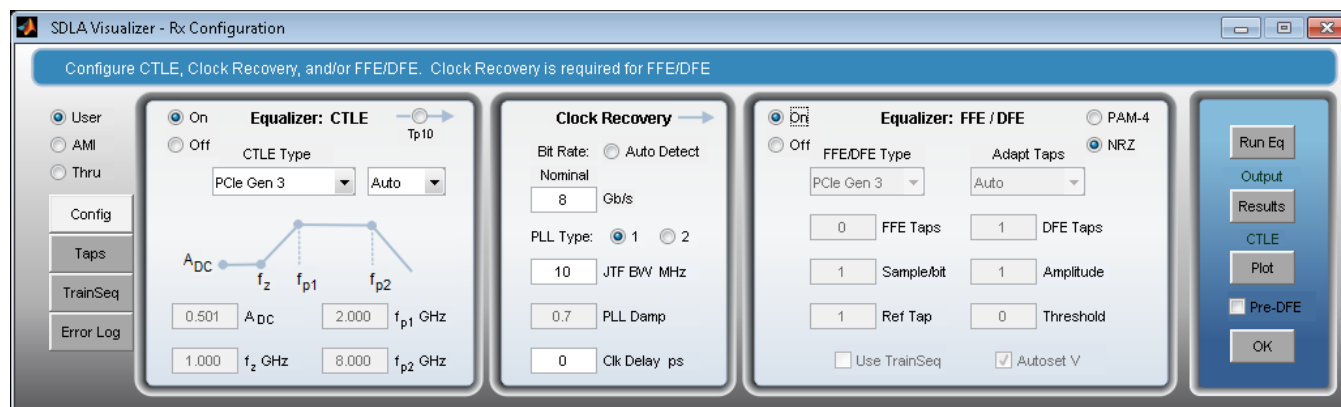 SDLA Visualizer - Rx Configuration
Configure CTLE, Clock Recovery, and/or FFE/DFE. Clock Recovery is required for FFE/DFE
User
AMI
Thru
Config
Taps
TrainSeq
Error Log
On
Off
Equalizer: CTLE
Tp10
CTLE Type
PCIe Gen 3
Auto
ADC
fz
fp1
fp2
0.501 ADC
2.000 fp1 GHz
1.000 fz GHz
8.000 fp2 GHz
Clock Recovery
Bit Rate: Auto Detect
Nominal
8 Gb/s
PLL Type: 1 2
10 JTF BW MHz
0.7 PLL Damp
0 Clk Delay ps
On
Off
Equalizer: FFE / DFE
PAM-4
NRZ
FFE/DFE Type
Adapt Taps
PCIe Gen 3
Auto
0 FFE Taps
1 DFE Taps
1 Sample/bit
1 Amplitude
1 Ref Tap
0 Threshold
Use TrainSeq
Autoset V
Run Eq
Output
Results
CTLE
Plot
Pre-DFE
OK